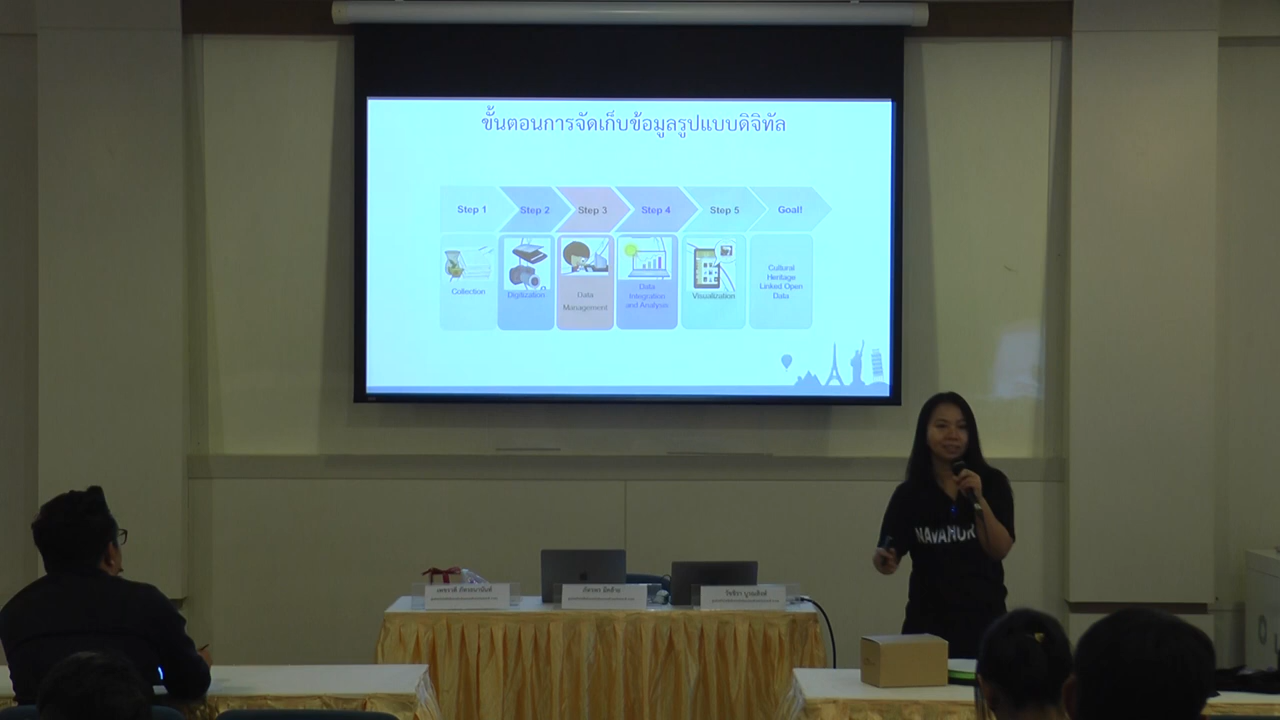 ขั้นตอนการจัดเก็บข้อมูลรูปแบบดิจิทัล
Step 1
Step 2
Step 3
Step 4
Step 5
Goal!
Collection
Digitization
Data
Management
Data
Integration
and Analysis
Visualization
Cultural
Heritage
Linked Open
Data